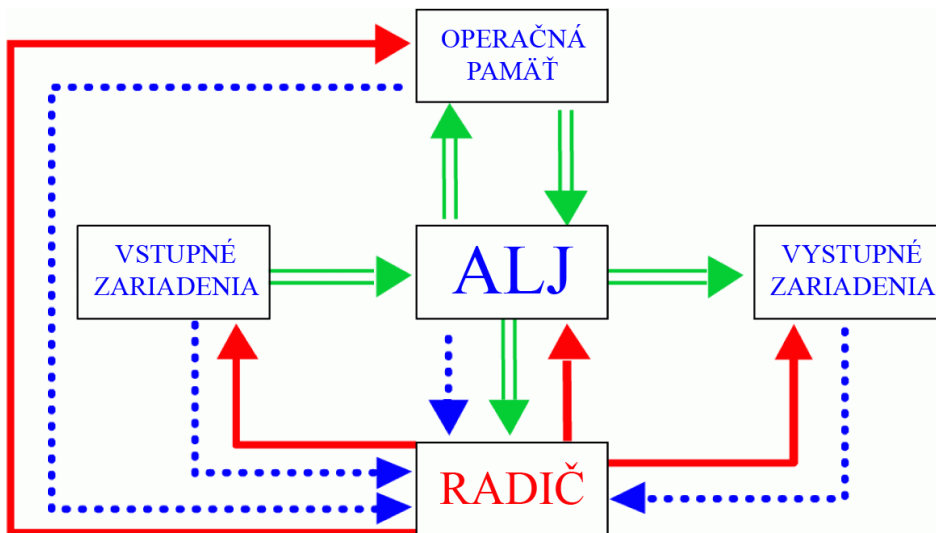 OPERAČNÁ
PAMÄŤ
VSTUPNÉ
ZARIADENIA
ALJ
VYSTUPNÉ
ZARIADENIA
RADIČ